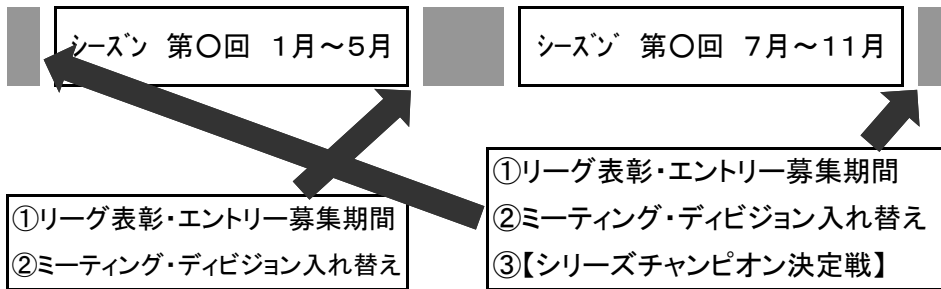 ｼｰｽﾞﾝ 第〇回 １月～５月
ｼｰｽﾞｿﾞ 第〇回 ７月～１１月
①リーグ表彰・エントリー募集期間
②ミーティング・ディビジョン入れ替え
①リーグ表彰・エントリー募集期間
②ミーティング・ディビジョン入れ替え
③【シリーズチャンピオン決定戦】